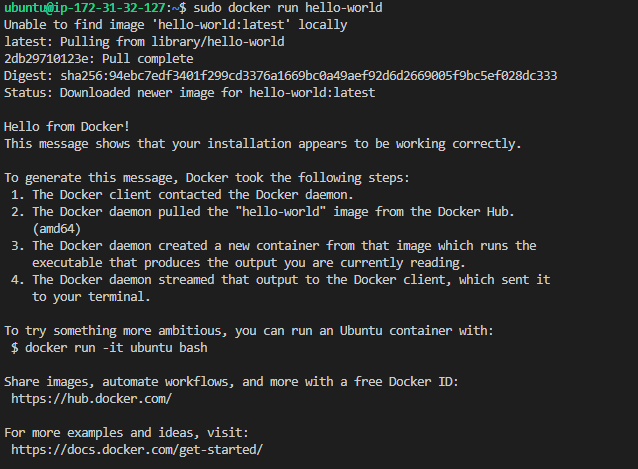 ubuntu@ip-172-31-32-127:~$ sudo docker run hello-world
Unable to find image 'hello-world:latest' locally
latest: Pulling from library/hello-world
2db29710123e: Pull complete
Digest: sha256:94ebc7edf3401f299cd3376a1669bc0a49aef92d6d2669005f9bc5ef028dc333
Status: Downloaded newer image for hello-world:latest

Hello from Docker!
This message shows that your installation appears to be working correctly.

To generate this message, Docker took the following steps:
 1. The Docker client contacted the Docker daemon.
 2. The Docker daemon pulled the "hello-world" image from the Docker Hub.
    (amd64)
 3. The Docker daemon created a new container from that image which runs the
    executable that produces the output you are currently reading.
 4. The Docker daemon streamed that output to the Docker client, which sent it
    to your terminal.

To try something more ambitious, you can run an Ubuntu container with:
 $ docker run -it ubuntu bash

Share images, automate workflows, and more with a free Docker ID:
 https://hub.docker.com/

For more examples and ideas, visit:
 https://docs.docker.com/get-started/